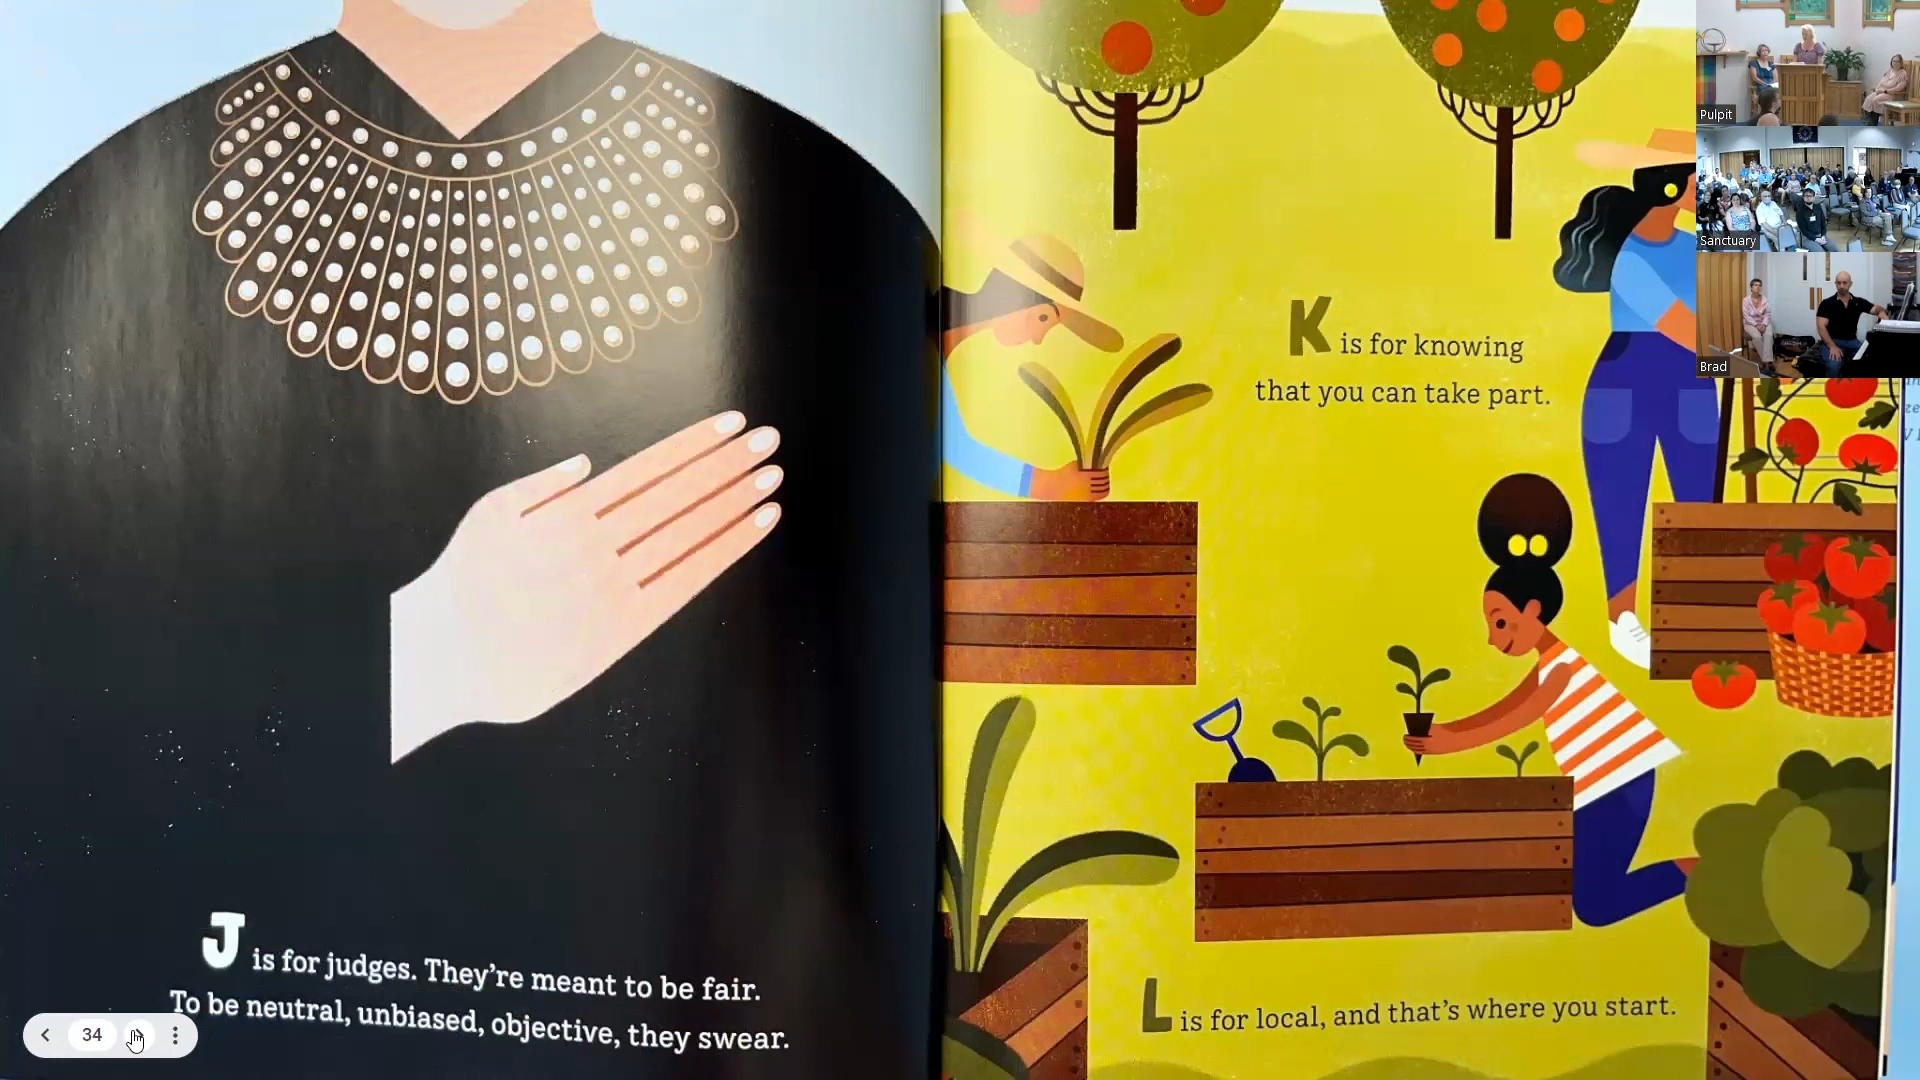 J is for judges. They're meant to be fair.
To be neutral, unbiased, objective, they swear.
K is for knowing
that you can take part.
L is for local, and that's where you start.
Pulpit
Sanctuary
Brad
34